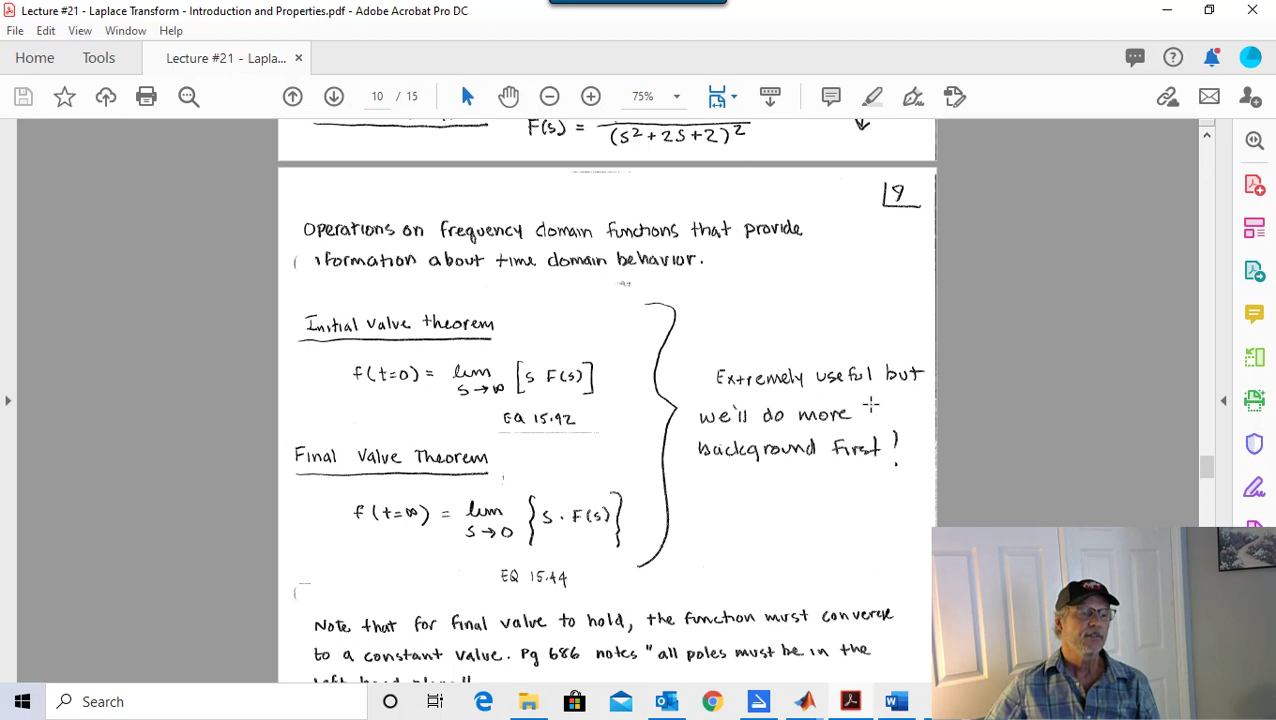 Lecture #21 - Laplace Transform - Introduction and Properties.pdf - Adobe Acrobat Pro DC
File Edit View Window Help
Home Tools Lecture #21 - Lapla... ×
10 / 15 75%
F(s) =
(s²+2s+2)²
9
Operations on frequency domain functions that provide
iformation about time domain behavior.
Initial value theorem
f(t=0) = lim [s F(s)]
s→∞
EQ 15.42
Extremely useful but
we'll do more
background first!
Final Value Theorem
f(t=∞) = lim {s · F(s)}
s→0
EQ 15.44
Note that for final value to hold, the function must converge
to a constant value. Pg 686 notes "all poles must be in the
Search